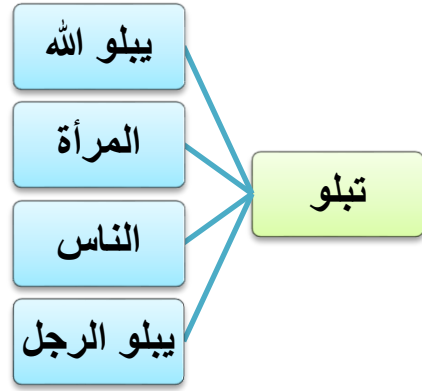 تبلو
يبلو الله
المرأة
الناس
يبلو الرجل